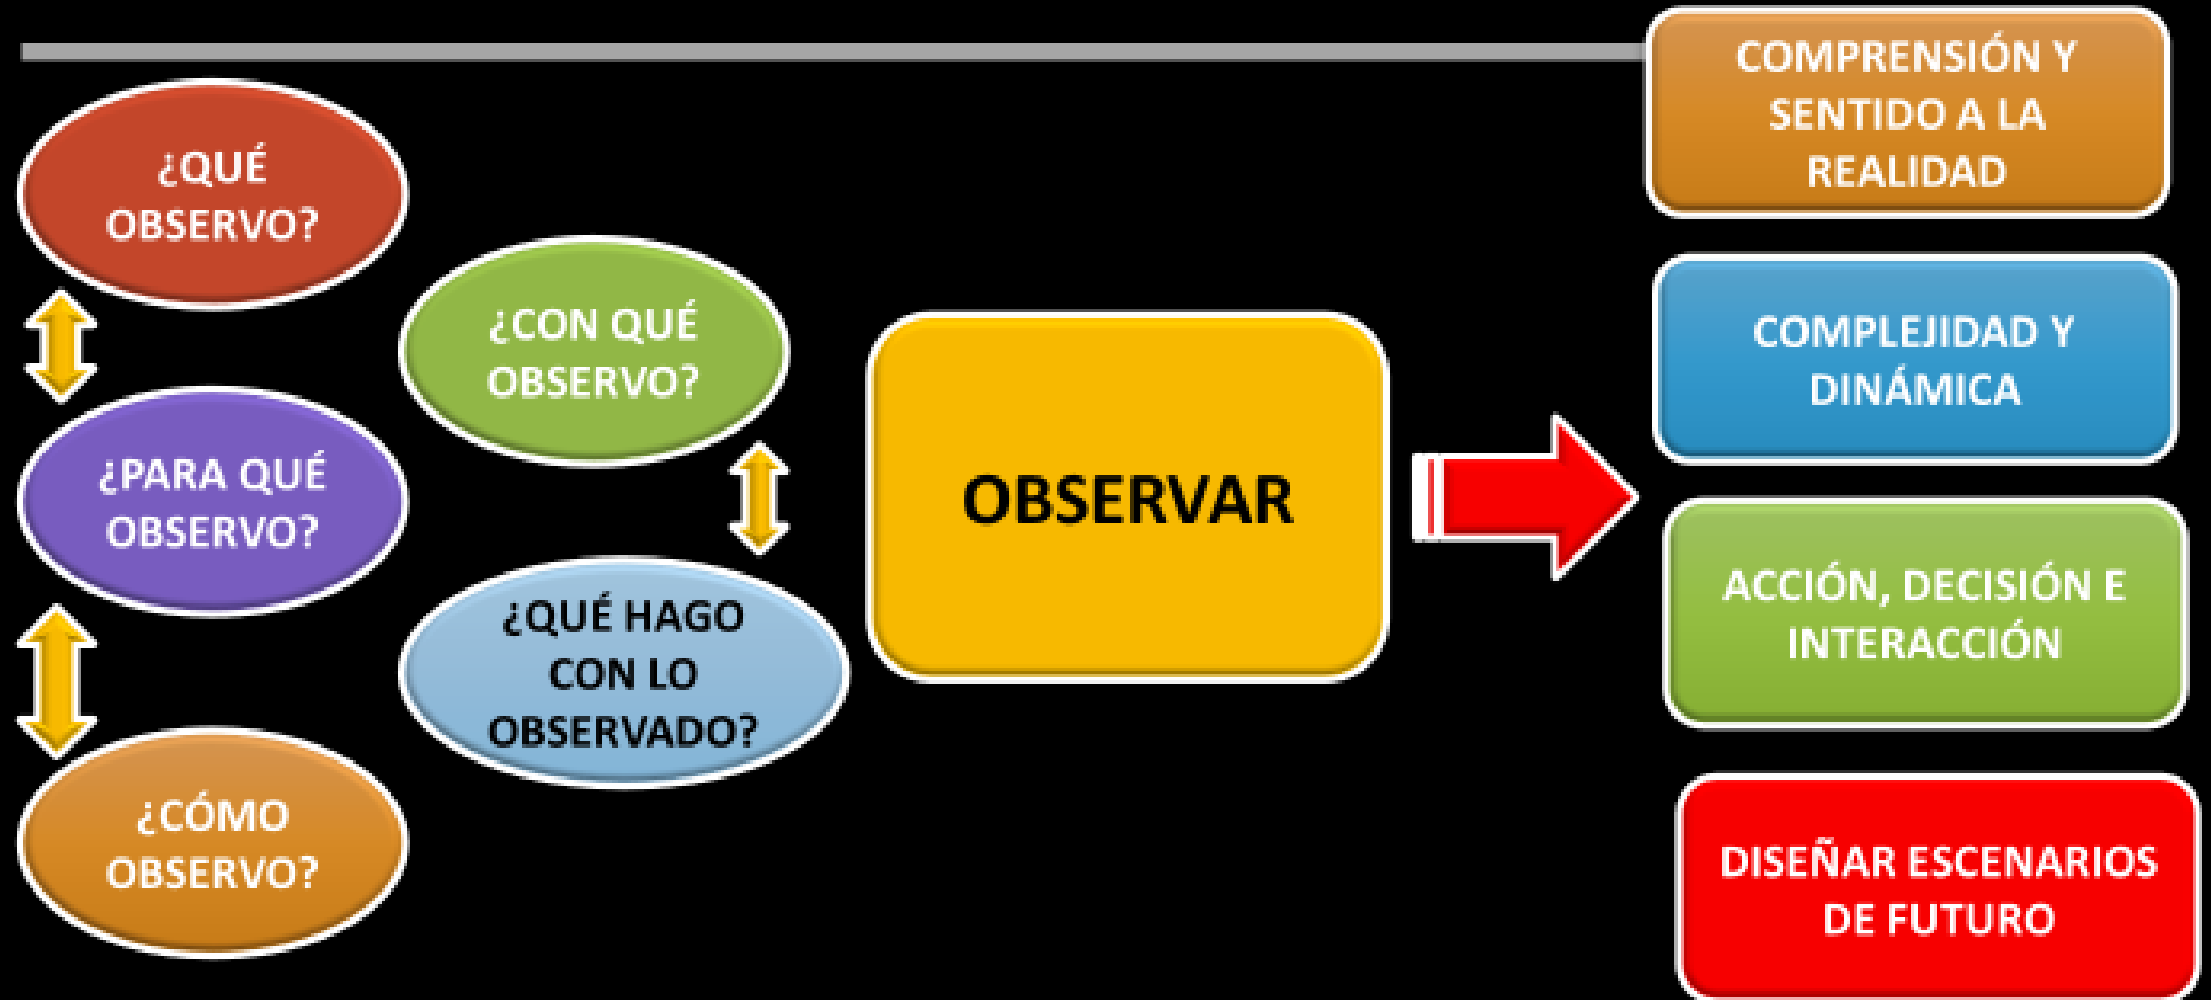 ¿QUÉ
OBSERVO?
¿PARA QUÉ
OBSERVO?
¿CÓMO
OBSERVO?
¿CON QUÉ
OBSERVO?
¿QUÉ HAGO
CON LO
OBSERVADO?
OBSERVAR
COMPRENSIÓN Y
SENTIDO A LA
REALIDAD
COMPLEJIDAD Y
DINÁMICA
ACCIÓN, DECISIÓN E
INTERACCIÓN
DISEÑAR ESCENARIOS
DE FUTURO